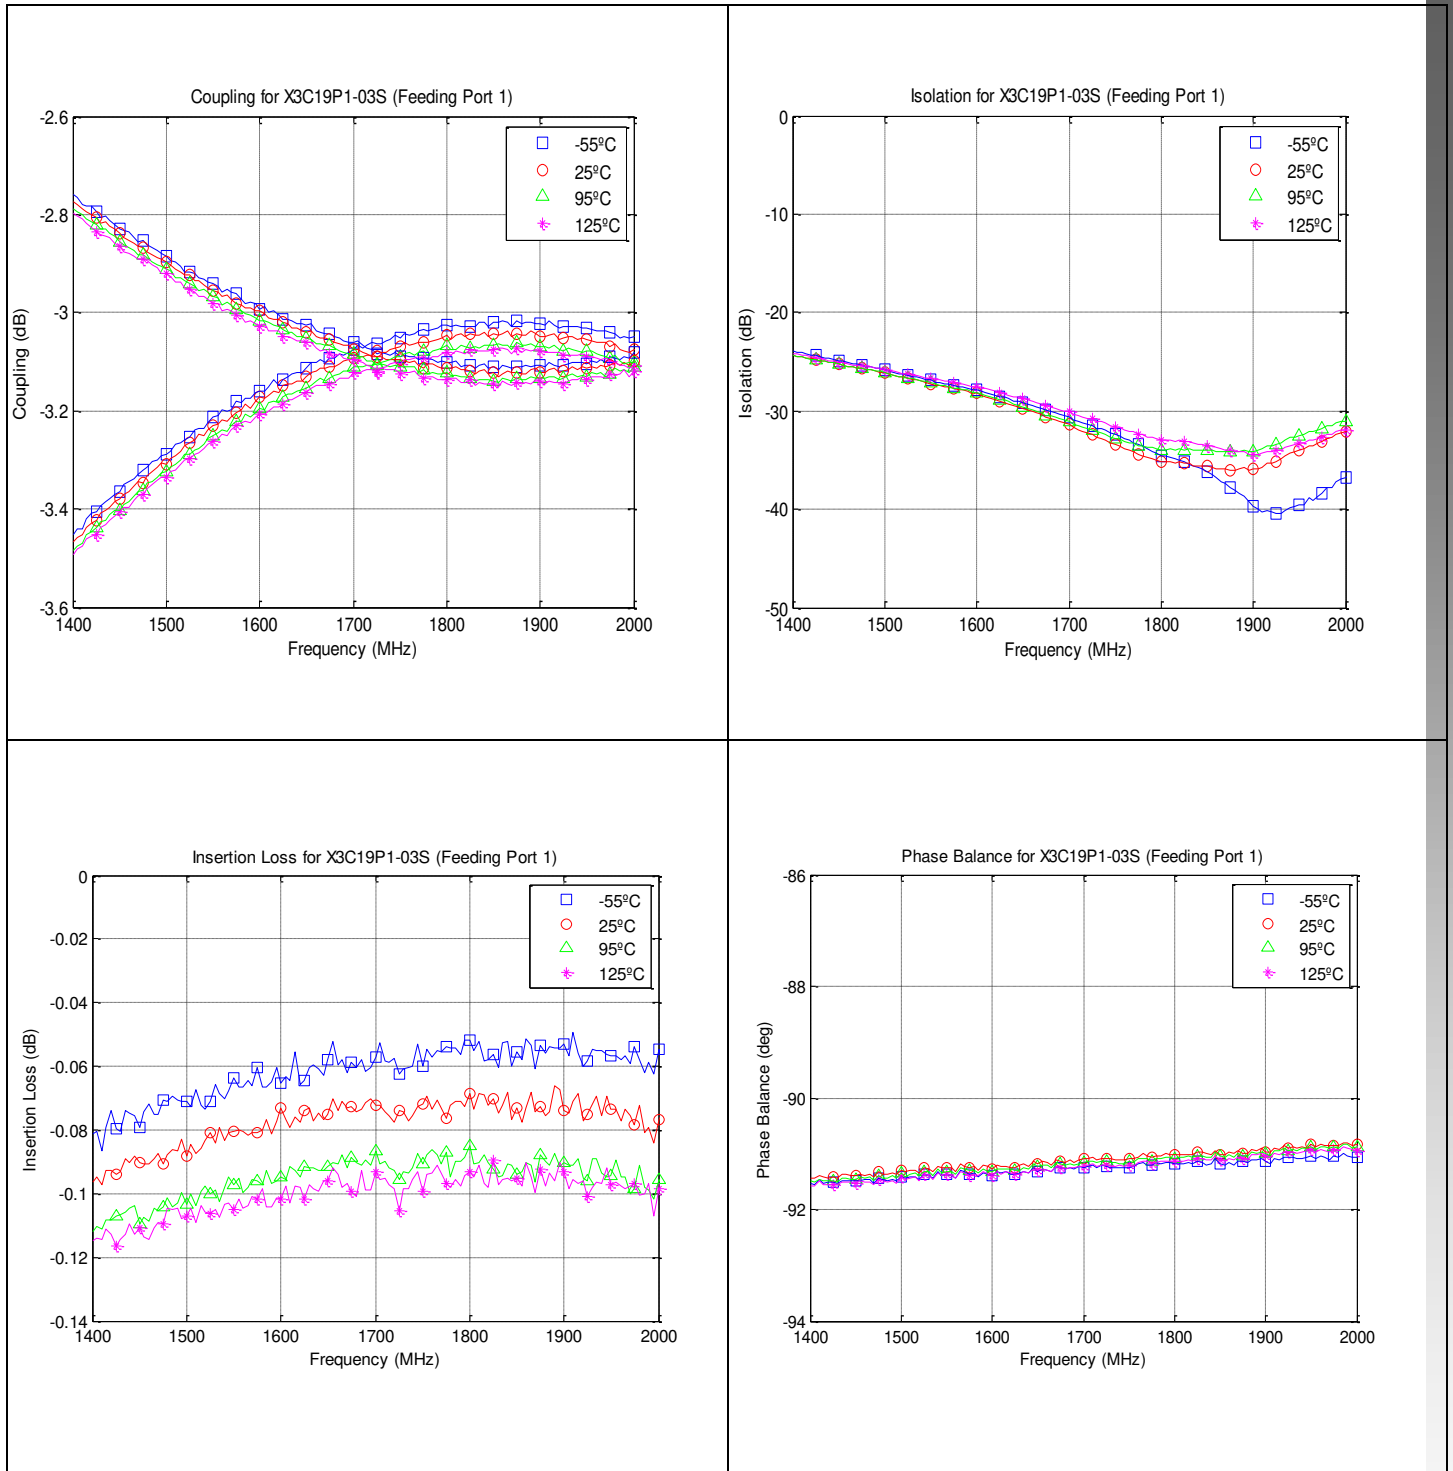 Coupling for X3C19P1-03S (Feeding Port 1)
-2.6
-2.8
-3
-3.2
-3.4
-3.6
Coupling (dB)
-55ºC
25ºC
95ºC
125ºC
1400 1500 1600 1700 1800 1900 2000
Frequency (MHz)
Isolation for X3C19P1-03S (Feeding Port 1)
0
-10
-20
-30
-40
-50
Isolation (dB)
-55ºC
25ºC
95ºC
125ºC
1400 1500 1600 1700 1800 1900 2000
Frequency (MHz)
Insertion Loss for X3C19P1-03S (Feeding Port 1)
0
-0.02
-0.04
-0.06
-0.08
-0.1
-0.12
-0.14
Insertion Loss (dB)
-55ºC
25ºC
95ºC
125ºC
1400 1500 1600 1700 1800 1900 2000
Frequency (MHz)
Phase Balance for X3C19P1-03S (Feeding Port 1)
-86
-88
-90
-92
-94
Phase Balance (deg)
-55ºC
25ºC
95ºC
125ºC
1400 1500 1600 1700 1800 1900 2000
Frequency (MHz)